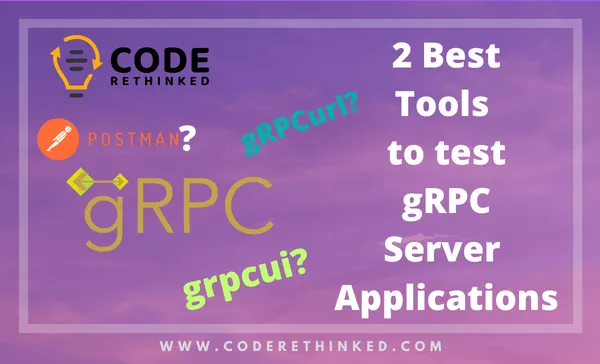 CODE
RETHINKED
POSTMAN?
gRPCurl?
gRPC
grpcui?
2 Best
Tools
to test
gRPC
Server
Applications
WWW.CODERETHINKED.COM